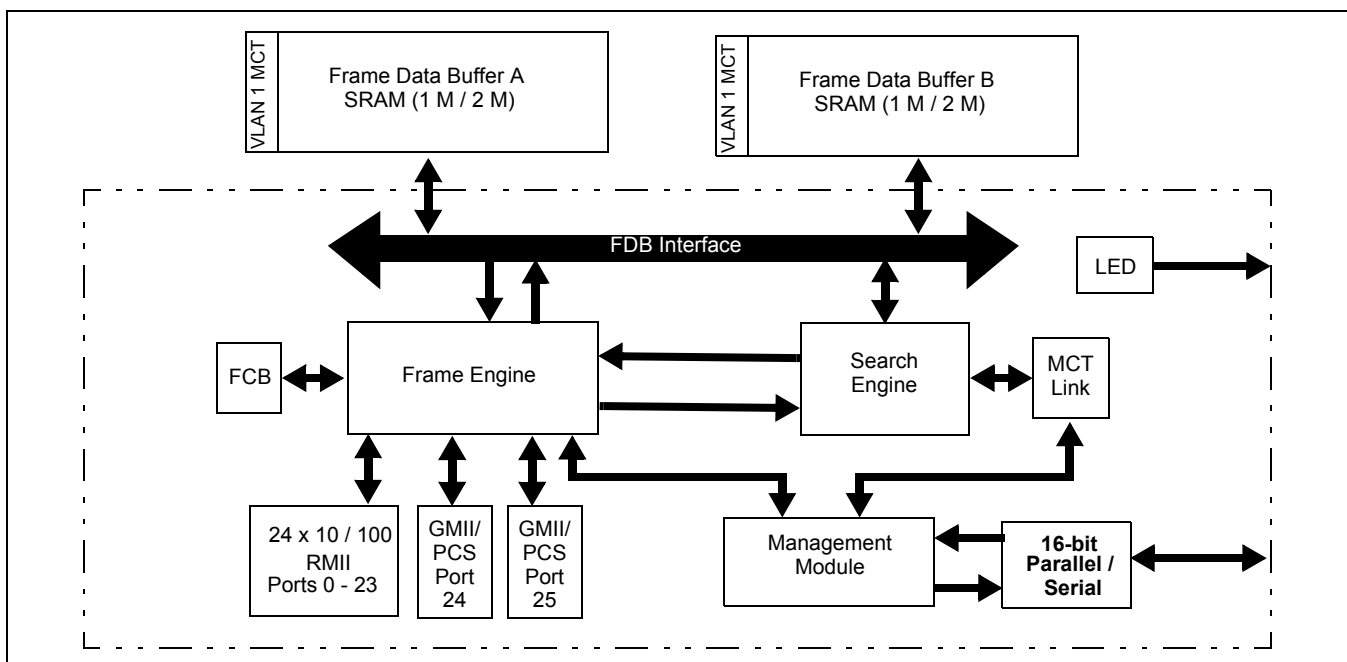 VLAN 1 MCT
Frame Data Buffer A
SRAM (1 M / 2 M)
VLAN 1 MCT
Frame Data Buffer B
SRAM (1 M / 2 M)
FDB Interface
LED
FCB
Frame Engine
Search
Engine
MCT
Link
24 x 10 / 100
RMII
Ports 0 - 23
GMII/
PCS
Port
24
GMII/
PCS
Port
25
Management
Module
16-bit
Parallel /
Serial